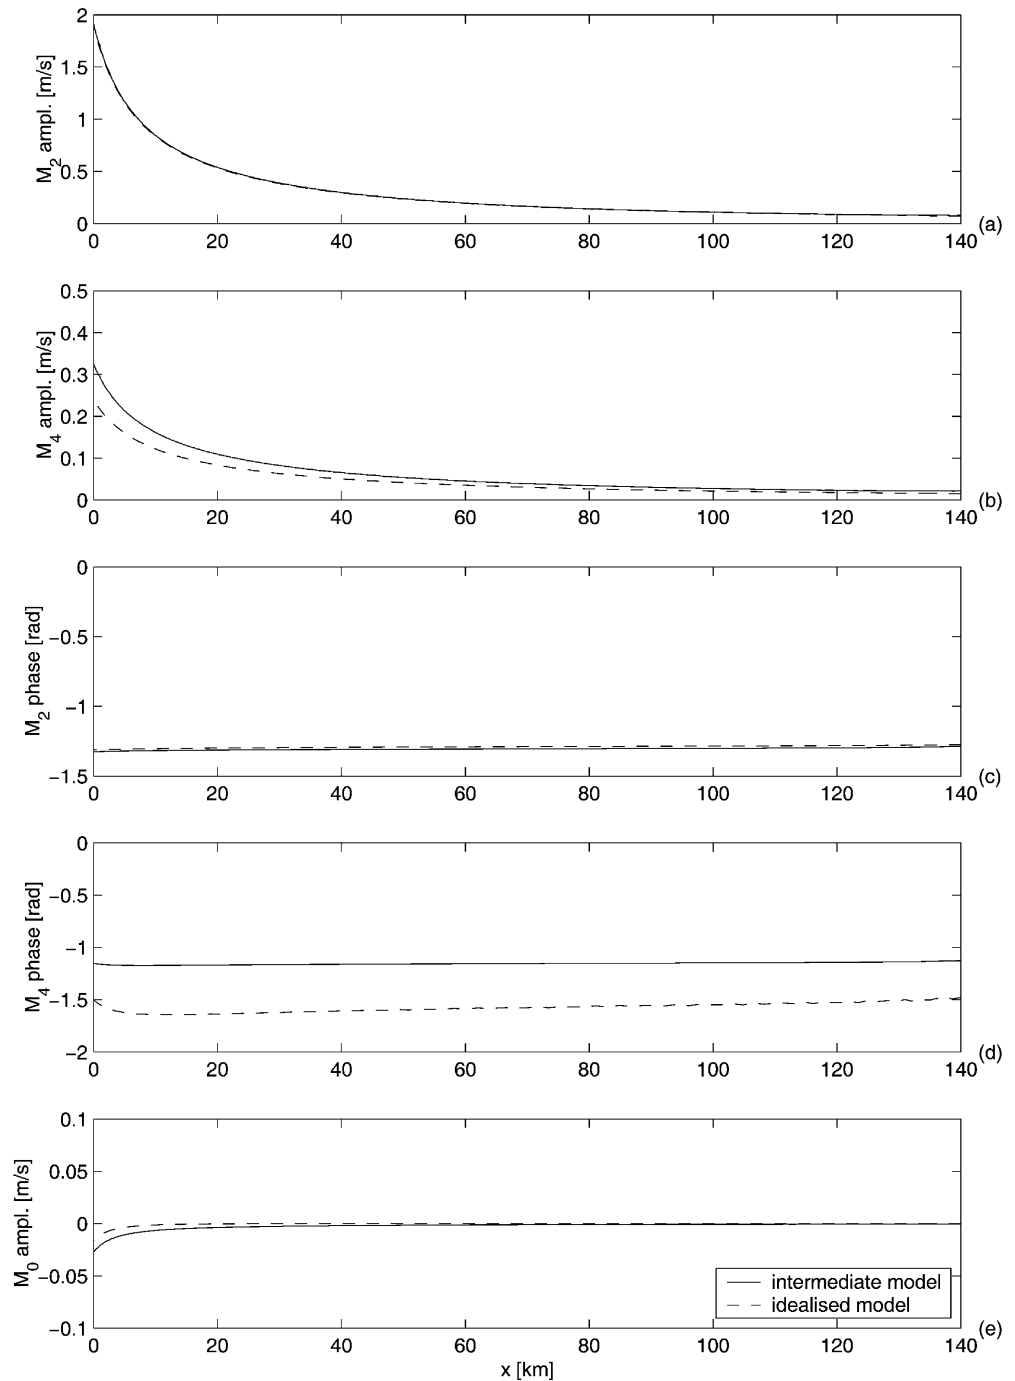 2
1.5
1
0.5
0
M2 ampl. [m/s]
0 20 40 60 80 100 120 140
(a)
0.5
0.4
0.3
0.2
0.1
0
M4 ampl. [m/s]
0 20 40 60 80 100 120 140
(b)
0
−0.5
−1
−1.5
M2 phase [rad]
0 20 40 60 80 100 120 140
(c)
0
−0.5
−1
−1.5
−2
M4 phase [rad]
0 20 40 60 80 100 120 140
(d)
0.1
0.05
0
−0.05
−0.1
M0 ampl. [m/s]
intermediate model
idealised model
0 20 40 60 80 100 120 140
(e)
x [km]